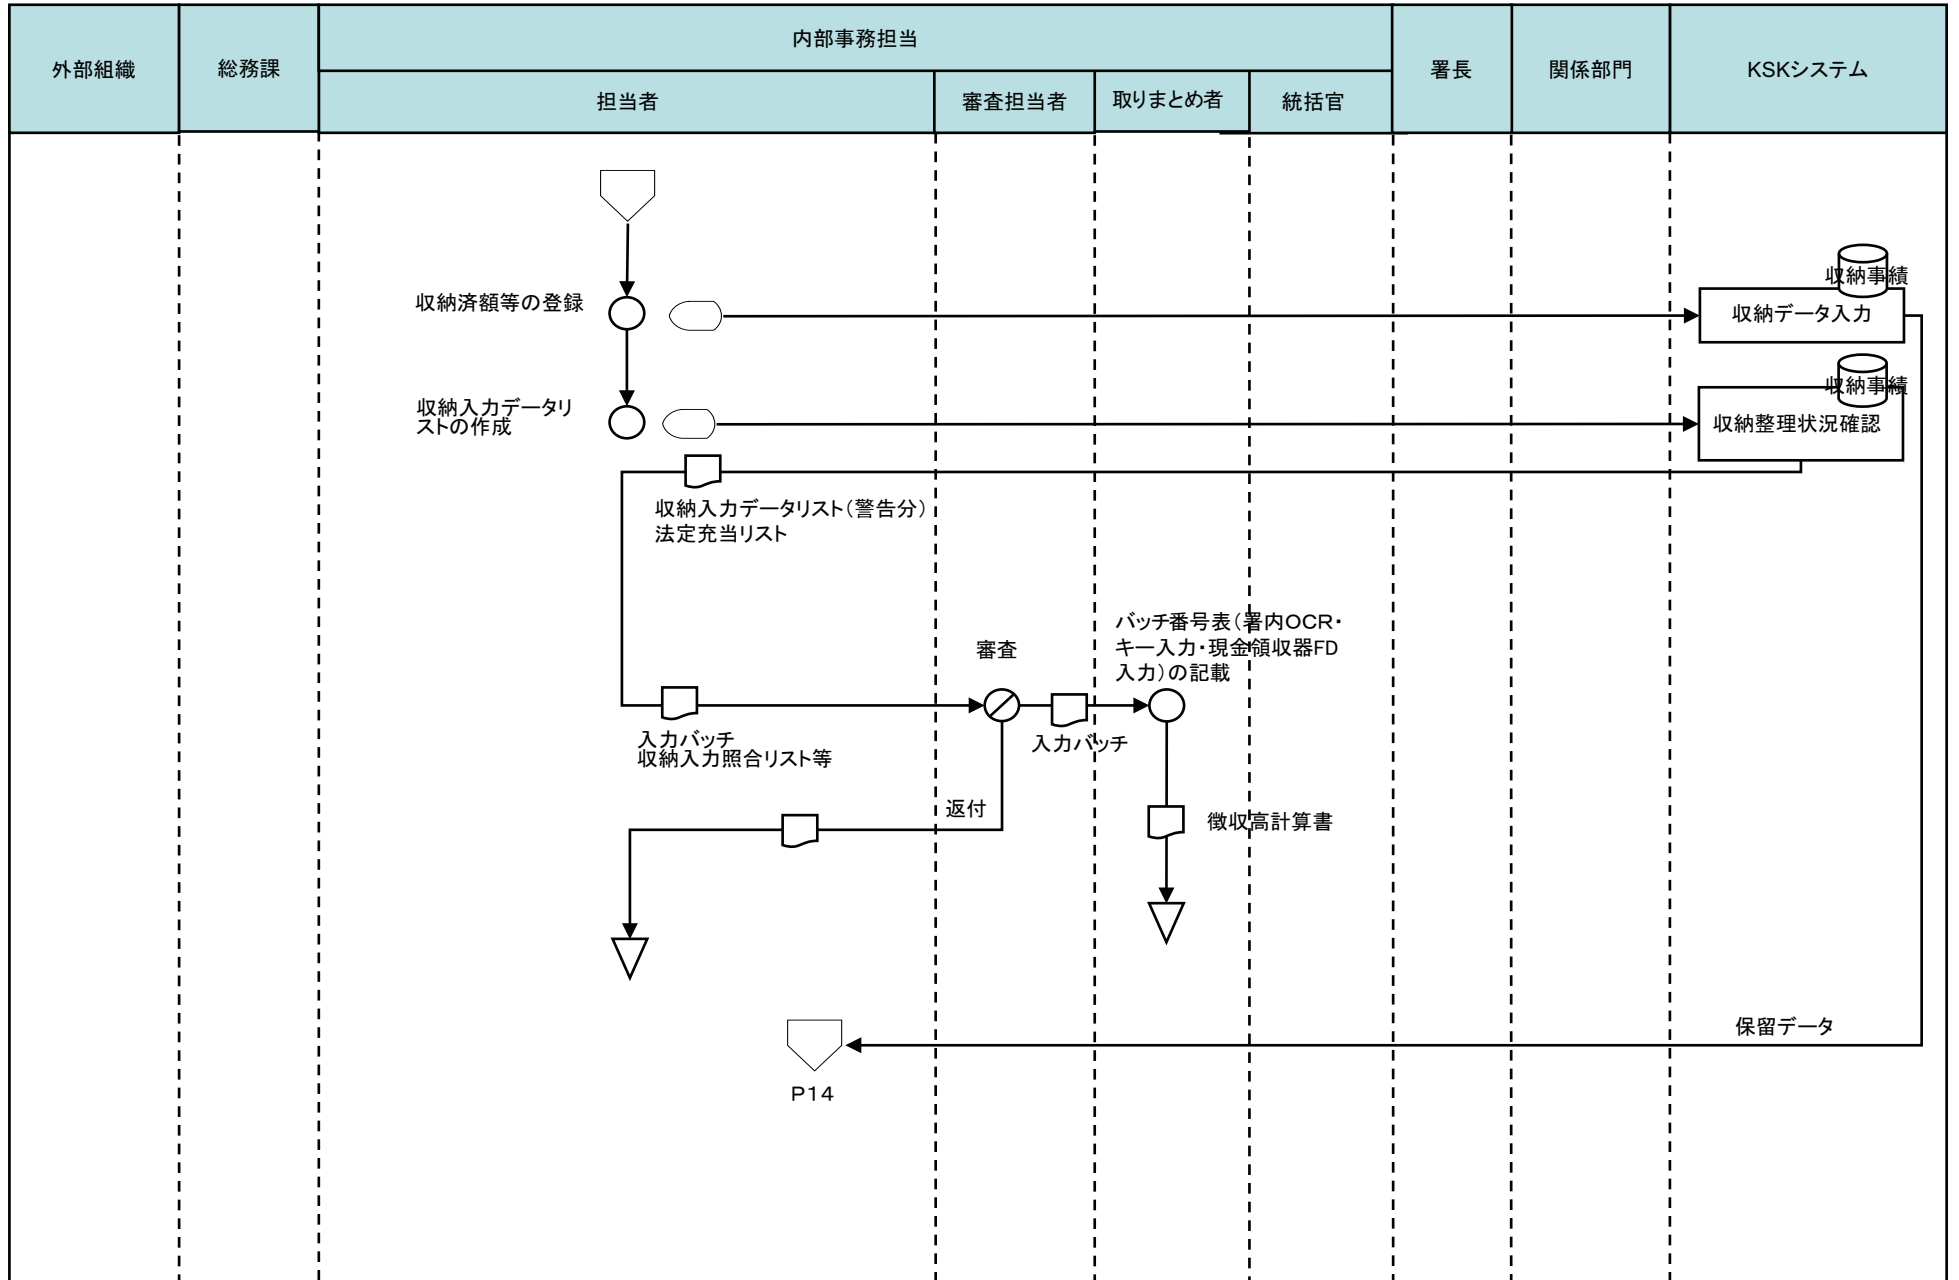 内部事務担当
外部組織
総務課
署長
関係部門
KSKシステム
担当者
審査担当者
取りまとめ者
統括官
収納事績
収納済額等の登録
収納データ入力
収納事績
収納入力データリ
ストの作成
収納整理状況確認
収納入力データリスト（警告分）
法定充当リスト
バッチ番号表（署内ＯＣＲ・
キー入力・現金領収器FD
入力）の記載
審査
入力バッチ
収納入力照合リスト等
入力バッチ
返付
徴収高計算書
保留データ
Ｐ１４